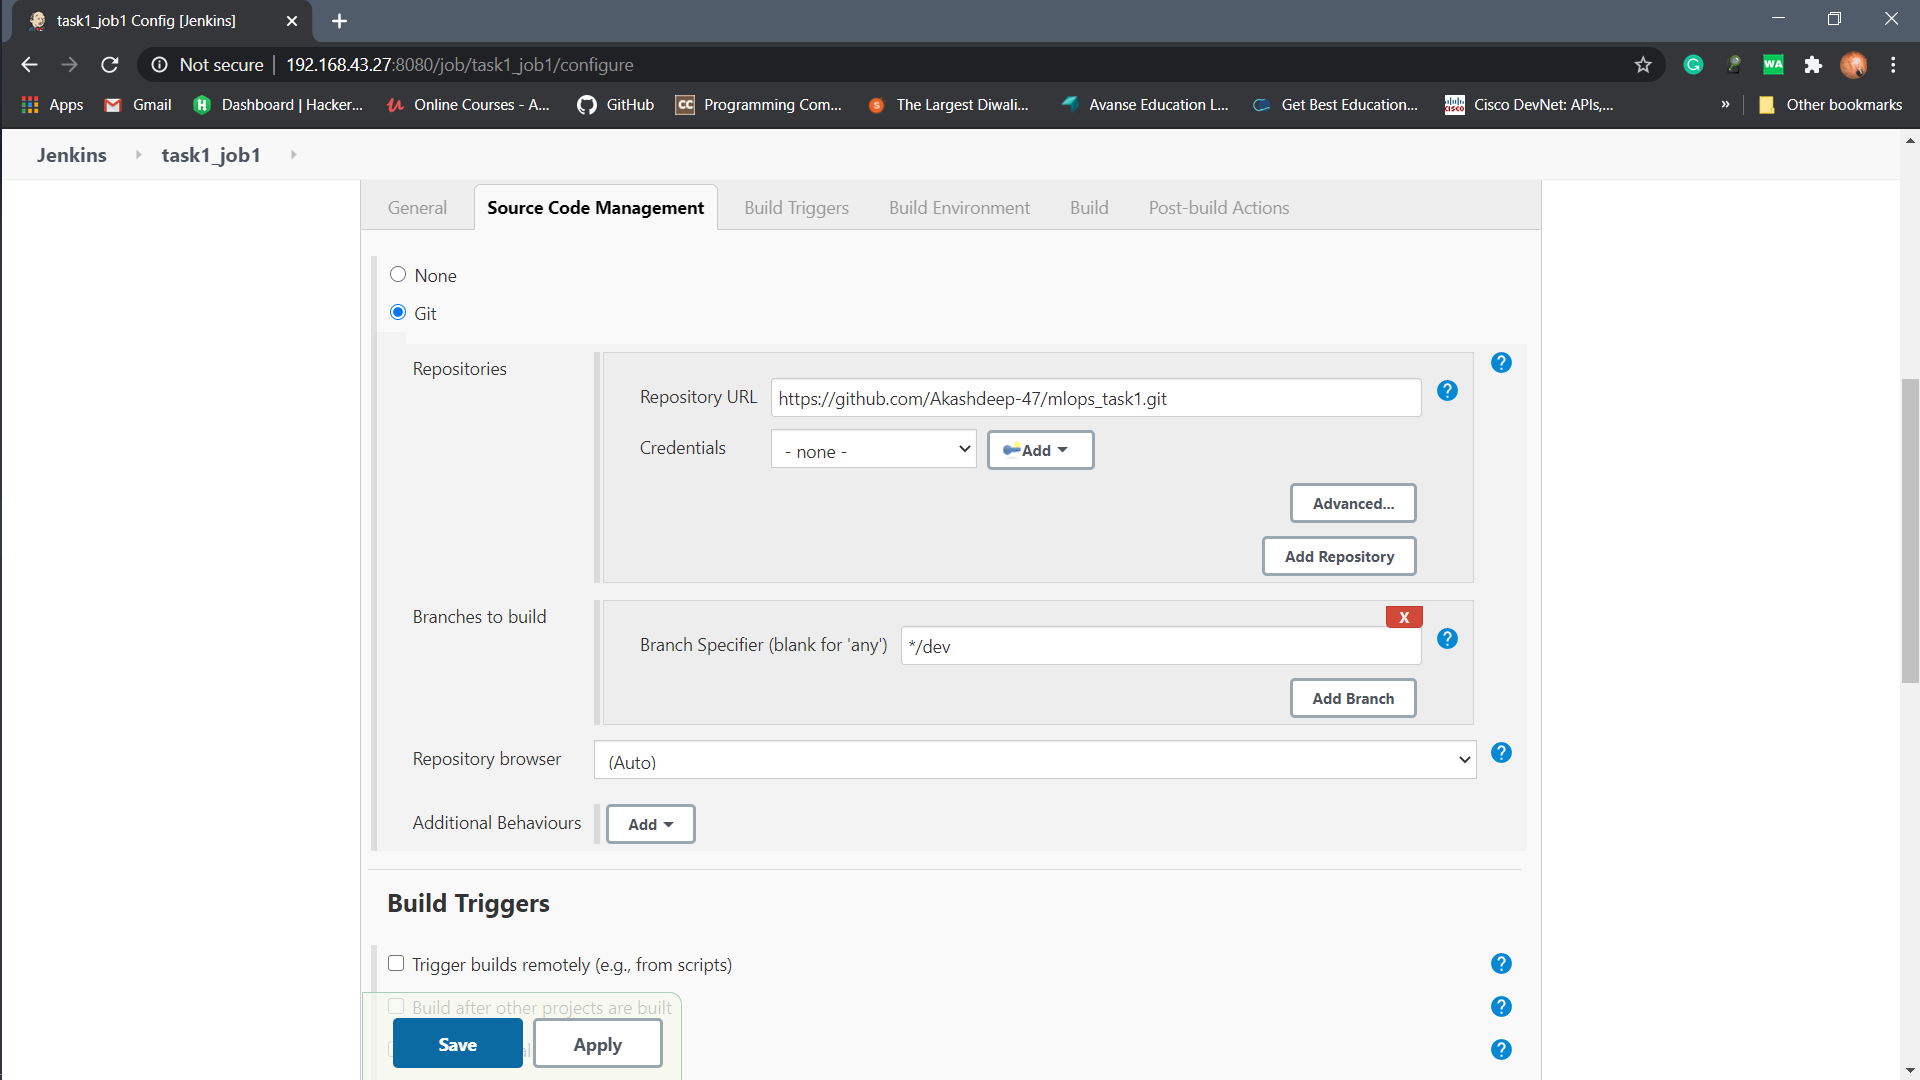 task1_job1 Config [Jenkins]
Not secure | 192.168.43.27:8080/job/task1_job1/configure
Apps Gmail Dashboard | Hacker... Online Courses - A... GitHub CC Programming Com... The Largest Diwali... Avanse Education L... Get Best Education... Cisco DevNet: APIs,... » Other bookmarks
Jenkins task1_job1
General Source Code Management Build Triggers Build Environment Build Post-build Actions
None
Git
Repositories
Repository URL https://github.com/Akashdeep-47/mlops_task1.git
Credentials - none - Add
Advanced...
Add Repository
Branches to build
X
Branch Specifier (blank for 'any') */dev
Add Branch
Repository browser (Auto)
Additional Behaviours Add
Build Triggers
Trigger builds remotely (e.g., from scripts)
Build after other projects are built
Save Apply